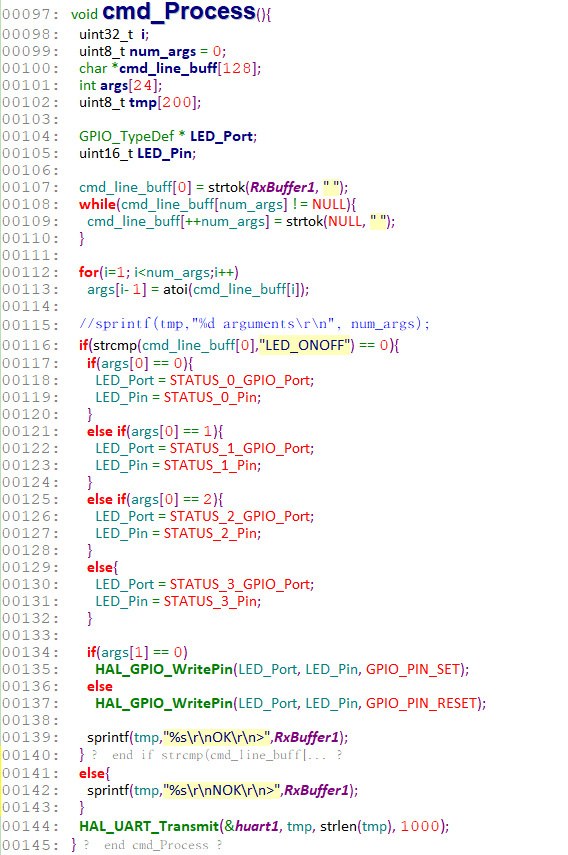 00097: void cmd_Process(){
00098:   uint32_t i;
00099:   uint8_t num_args = 0;
00100:   char *cmd_line_buff[128];
00101:   int args[24];
00102:   uint8_t tmp[200];
00103:
00104:   GPIO_TypeDef * LED_Port;
00105:   uint16_t LED_Pin;
00106:
00107:   cmd_line_buff[0] = strtok(RxBuffer1, " ");
00108:   while(cmd_line_buff[num_args] != NULL){
00109:     cmd_line_buff[++num_args] = strtok(NULL, " ");
00110:   }
00111:
00112:   for(i=1; i<num_args;i++)
00113:     args[i-1] = atoi(cmd_line_buff[i]);
00114:
00115:   //sprintf(tmp,"%d arguments\r\n", num_args);
00116:   if(strcmp(cmd_line_buff[0],"LED_ONOFF") == 0){
00117:     if(args[0] == 0){
00118:       LED_Port = STATUS_0_GPIO_Port;
00119:       LED_Pin = STATUS_0_Pin;
00120:     }
00121:     else if(args[0] == 1){
00122:       LED_Port = STATUS_1_GPIO_Port;
00123:       LED_Pin = STATUS_1_Pin;
00124:     }
00125:     else if(args[0] == 2){
00126:       LED_Port = STATUS_2_GPIO_Port;
00127:       LED_Pin = STATUS_2_Pin;
00128:     }
00129:     else{
00130:       LED_Port = STATUS_3_GPIO_Port;
00131:       LED_Pin = STATUS_3_Pin;
00132:     }
00133:
00134:     if(args[1] == 0)
00135:       HAL_GPIO_WritePin(LED_Port, LED_Pin, GPIO_PIN_SET);
00136:     else
00137:       HAL_GPIO_WritePin(LED_Port, LED_Pin, GPIO_PIN_RESET);
00138:
00139:     sprintf(tmp,"%s\r\nOK\r\n>",RxBuffer1);
00140:   } ? end if strcmp(cmd_line_buff[... ?
00141:   else{
00142:     sprintf(tmp,"%s\r\nNOK\r\n>",RxBuffer1);
00143:   }
00144:   HAL_UART_Transmit(&huart1, tmp, strlen(tmp), 1000);
00145: } ? end cmd_Process ?